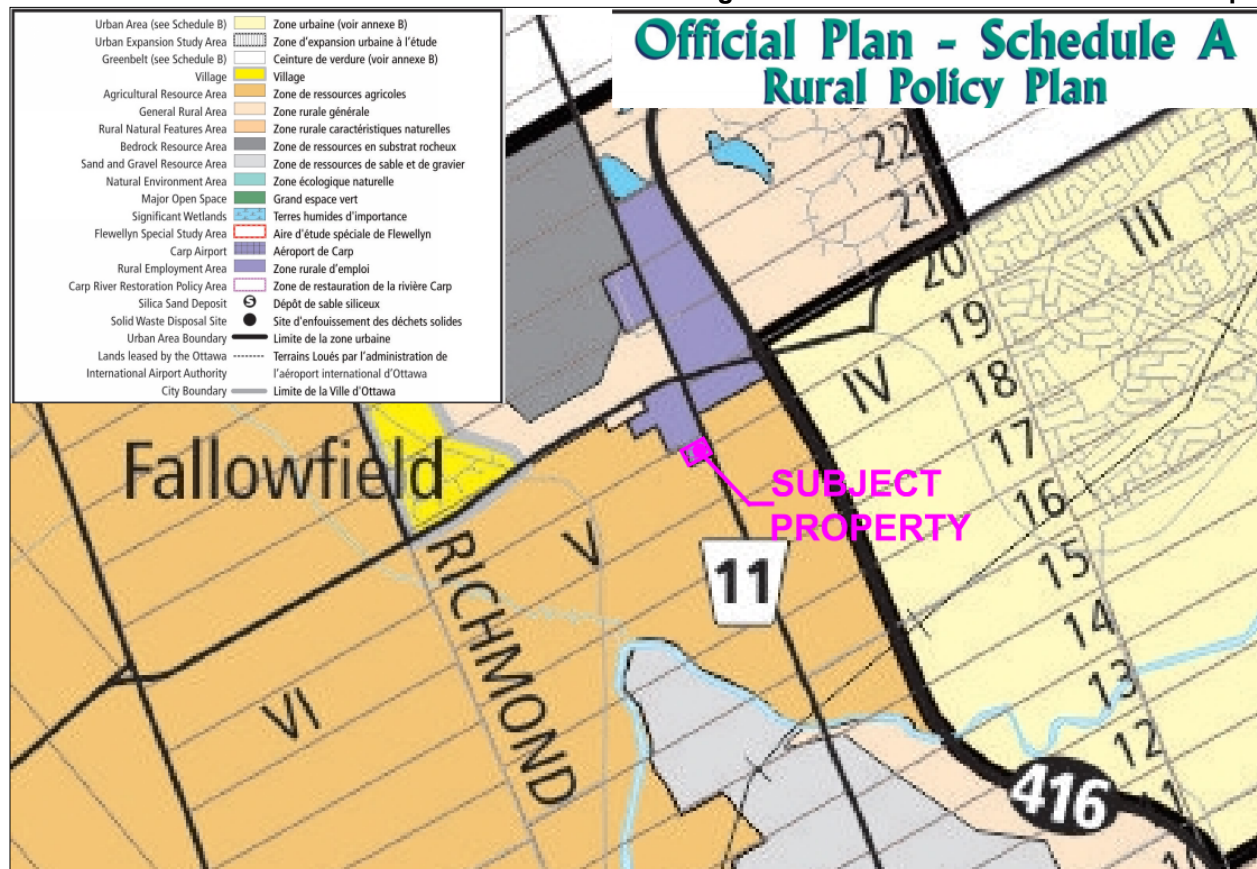 Official Plan - Schedule A
Rural Policy Plan
Urban Area (see Schedule B) Zone urbaine (voir annexe B)
Urban Expansion Study Area Zone d'expansion urbaine à l'étude
Greenbelt (see Schedule B) Ceinture de verdure (voir annexe B)
Village Village
Agricultural Resource Area Zone de ressources agricoles
General Rural Area Zone rurale générale
Rural Natural Features Area Zone rurale caractéristiques naturelles
Bedrock Resource Area Zone de ressources en substrat rocheux
Sand and Gravel Resource Area Zone de ressources de sable et de gravier
Natural Environment Area Zone écologique naturelle
Major Open Space Grand espace vert
Significant Wetlands Terres humides d'importance
Flewellyn Special Study Area Aire d'étude spéciale de Flewellyn
Carp Airport Aéroport de Carp
Rural Employment Area Zone rurale d'emploi
Carp River Restoration Policy Area Zone de restauration de la rivière Carp
Silica Sand Deposit S Dépôt de sable siliceux
Solid Waste Disposal Site Site d'enfouissement des déchets solides
Urban Area Boundary Limite de la zone urbaine
Lands leased by the Ottawa Terrains Loués par l'administration de
International Airport Authority l'aéroport international d'Ottawa
City Boundary Limite de la Ville d'Ottawa
22
21
III
20
19
IV
18
17
Fallowfield
SUBJECT
PROPERTY
16
V
15
11
RICHMOND
14
13
VI
12
416
11
10